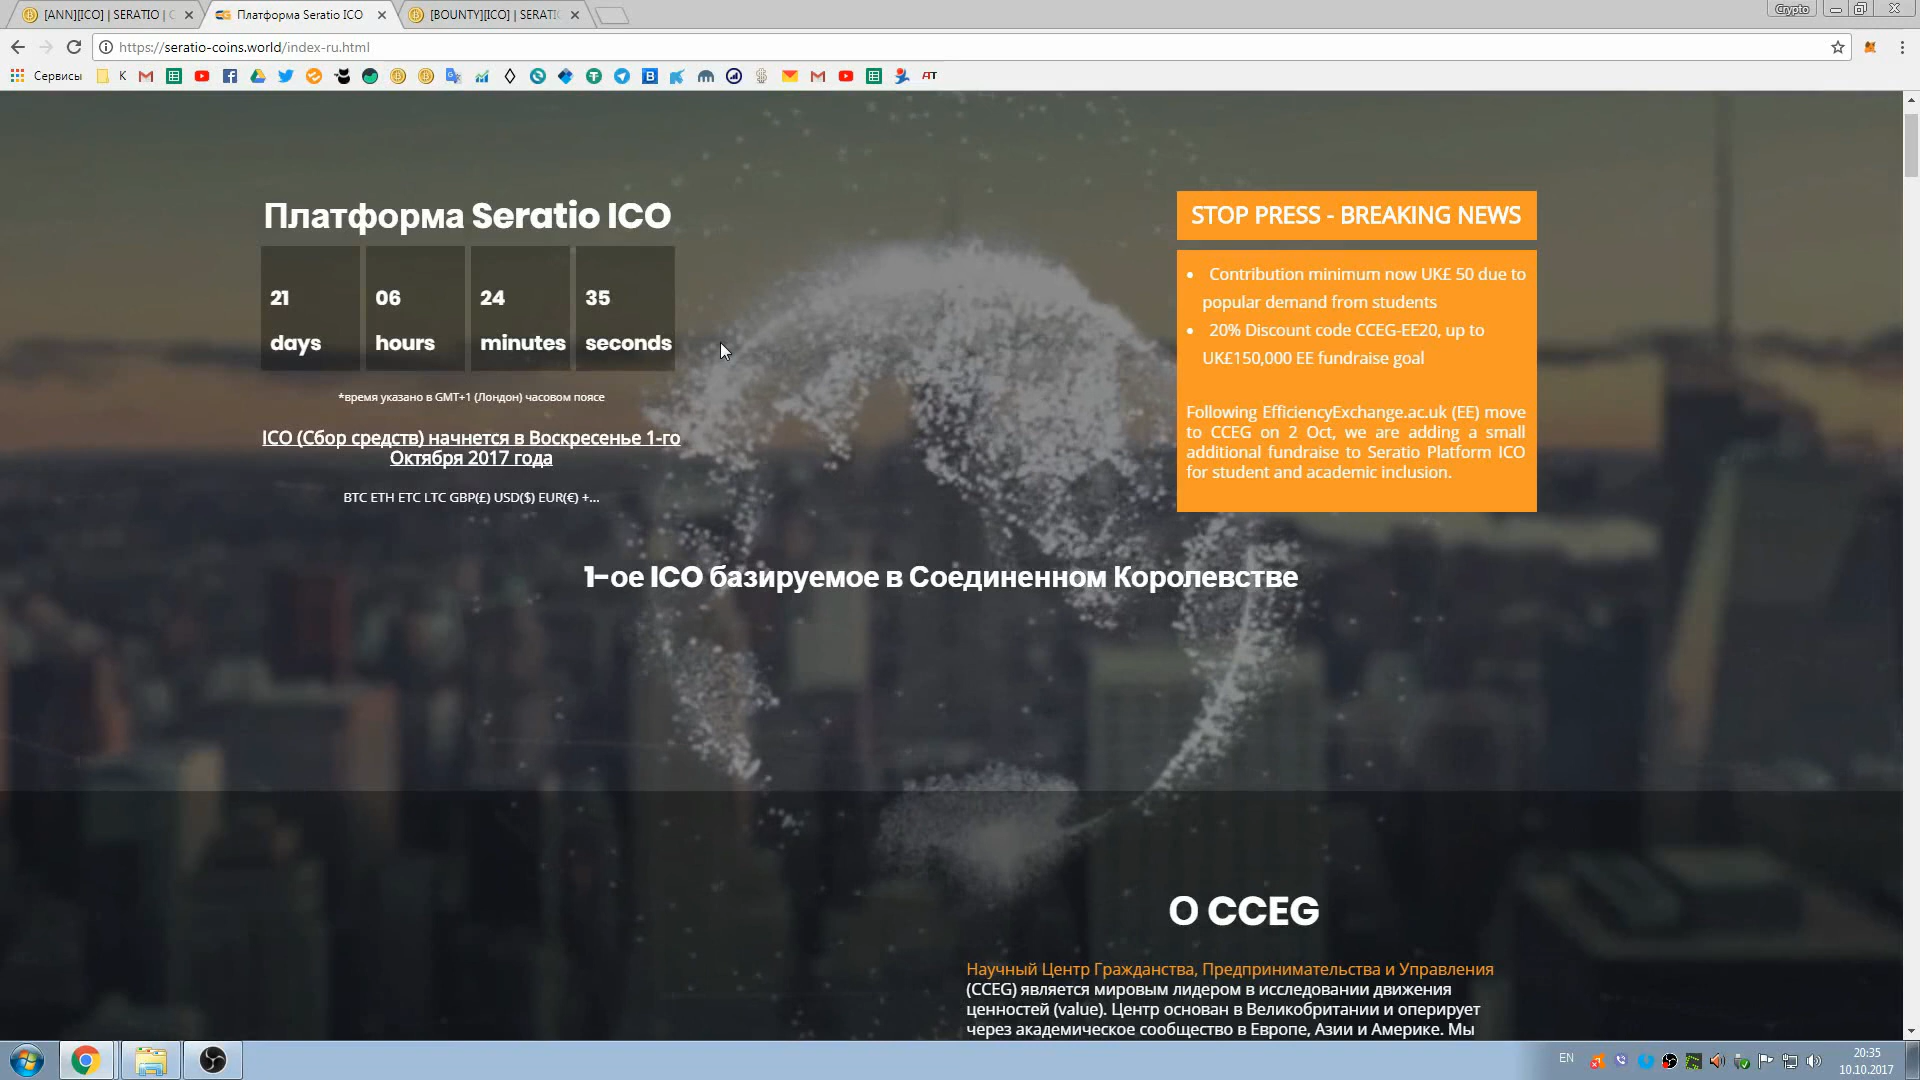 [ANN][ICO] | SERATIO |
Платформа Seratio ICO
[BOUNTY][ICO] | SERATI
Crypto
https://seratio-coins.world/index-ru.html
Сервисы
K
Платформа Seratio ICO
21 days
06 hours
24 minutes
35 seconds
*время указано в GMT+1 (Лондон) часовом поясе
ICO (Сбор средств) начнется в Воскресенье 1-го
Октября 2017 года
BTC ETH ETC LTC GBP(£) USD($) EUR(€) +...
STOP PRESS - BREAKING NEWS
• Contribution minimum now UK£ 50 due to
popular demand from students
• 20% Discount code CCEG-EE20, up to
UK£150,000 EE fundraise goal
Following EfficiencyExchange.ac.uk (EE) move
to CCEG on 2 Oct, we are adding a small
additional fundraise to Seratio Platform ICO
for student and academic inclusion.
1-ое ICO базируемое в Соединенном Королевстве
О CCEG
Научный Центр Гражданства, Предпринимательства и Управления
(CCEG) является мировым лидером в исследовании движения
ценностей (value). Центр основан в Великобритании и оперирует
через академическое сообщество в Европе, Азии и Америке. Мы
EN
20:35
10.10.2017